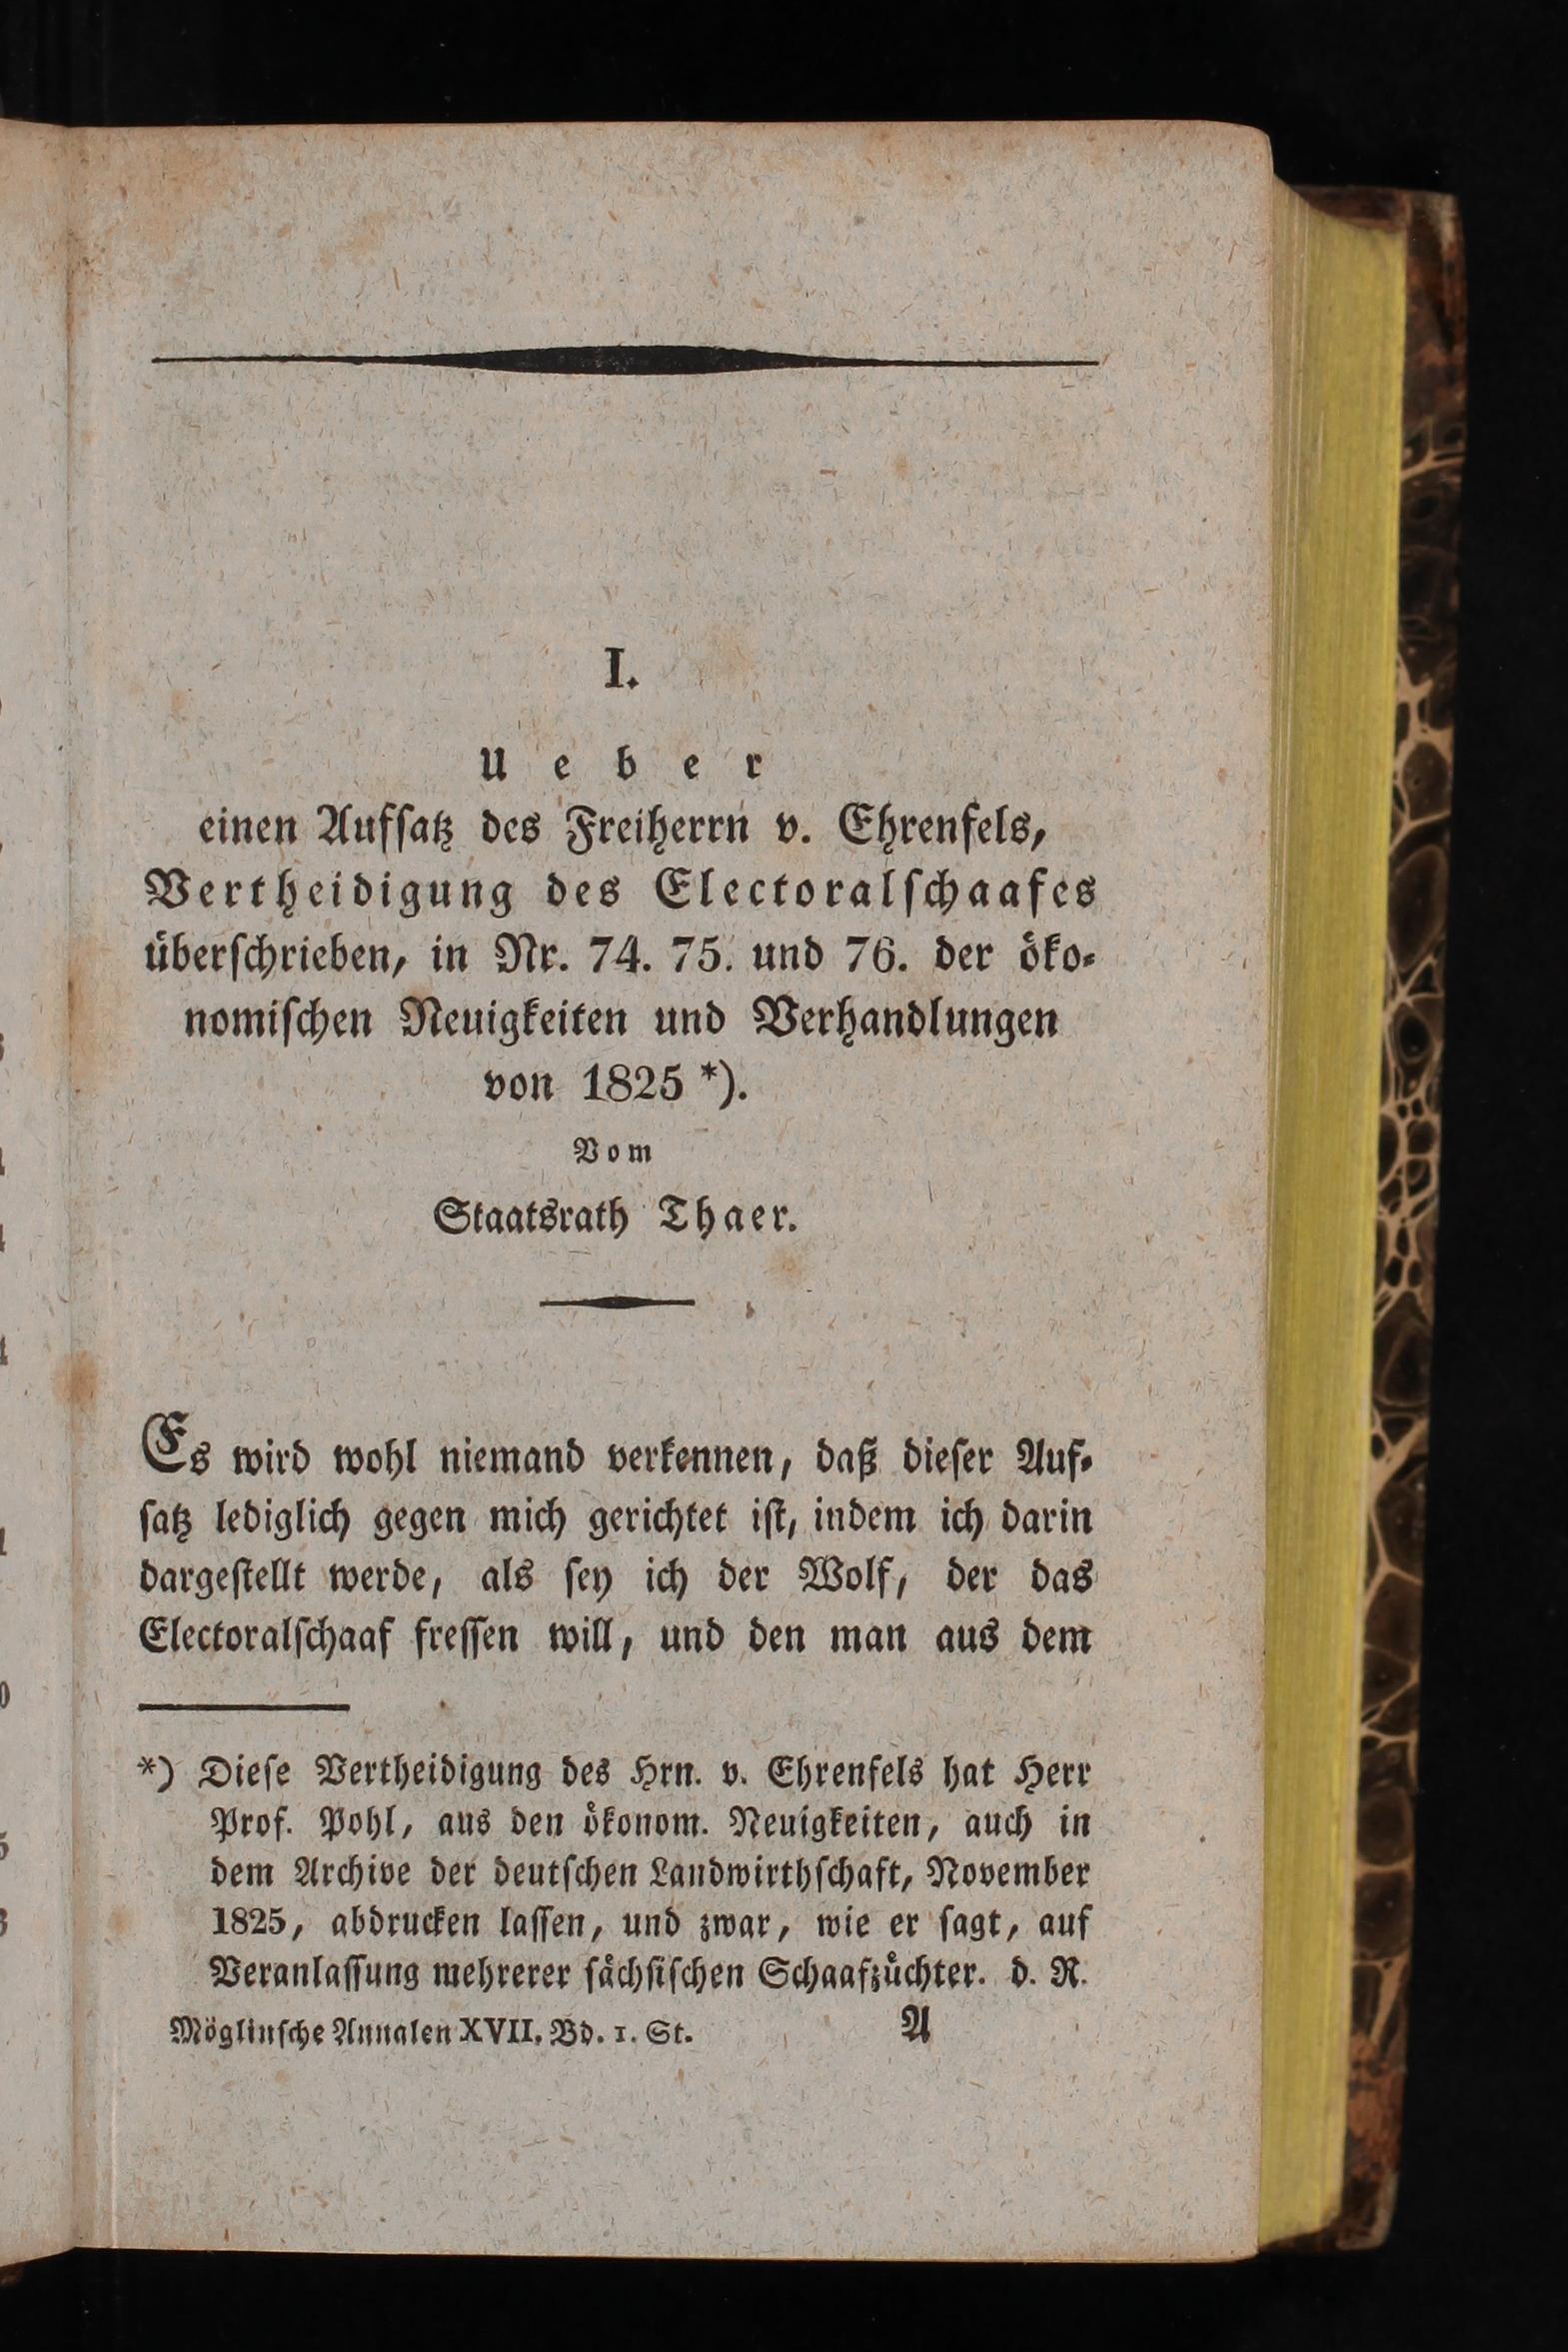 I.
Ueber
einen Aufsatz des Freiherrn v. Ehrenfels,
Vertheidigung des Electoralschaafes
überschrieben, in Nr. 74. 75. und 76. der öko-
nomischen Neuigkeiten und Verhandlungen
von 1825 *).
Vom
Staatsrath Thaer.
Es wird wohl niemand verkennen, daß dieser Auf-
satz lediglich gegen mich gerichtet ist, indem ich darin
dargestellt werde, als sey ich der Wolf, der das
Electoralschaaf fressen will, und den man aus dem
*) Diese Vertheidigung des Hrn. v. Ehrenfels hat Herr
Prof. Pohl, aus den ökonom. Neuigkeiten, auch in
dem Archive der deutschen Landwirthschaft, November
1825, abdrucken lassen, und zwar, wie er sagt, auf
Veranlassung mehrerer sächsischen Schaafzüchter. d. R.
Möglinsche Annalen XVII. Bd. 1. St. A